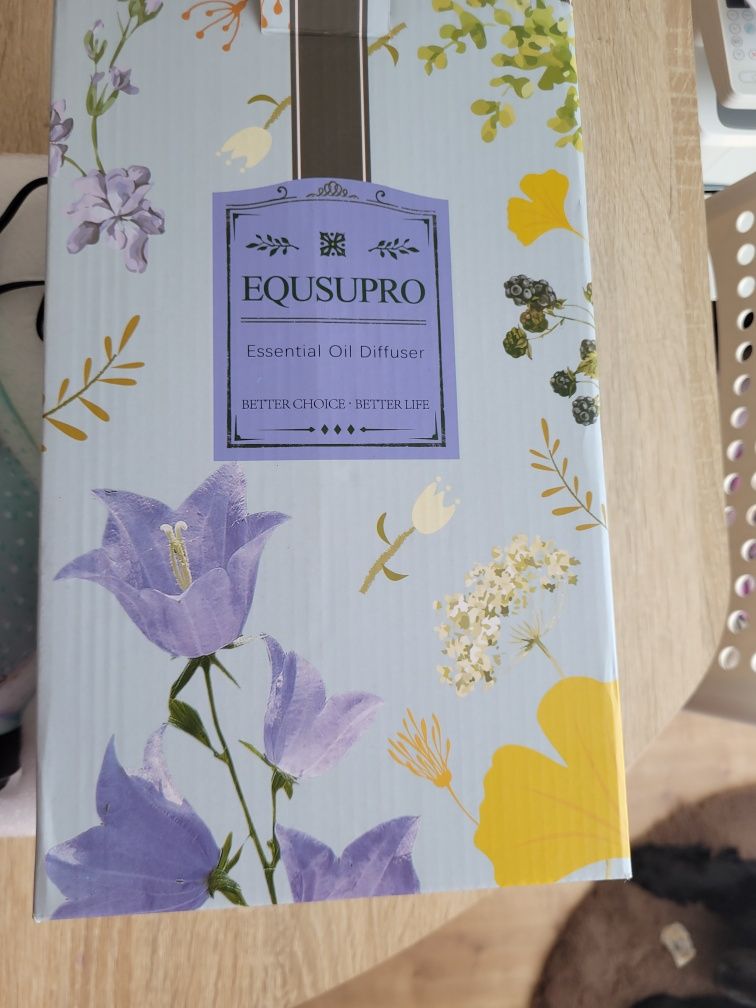 EQUSUPRO
Essential Oil Diffuser
BETTER CHOICE · BETTER LIFE